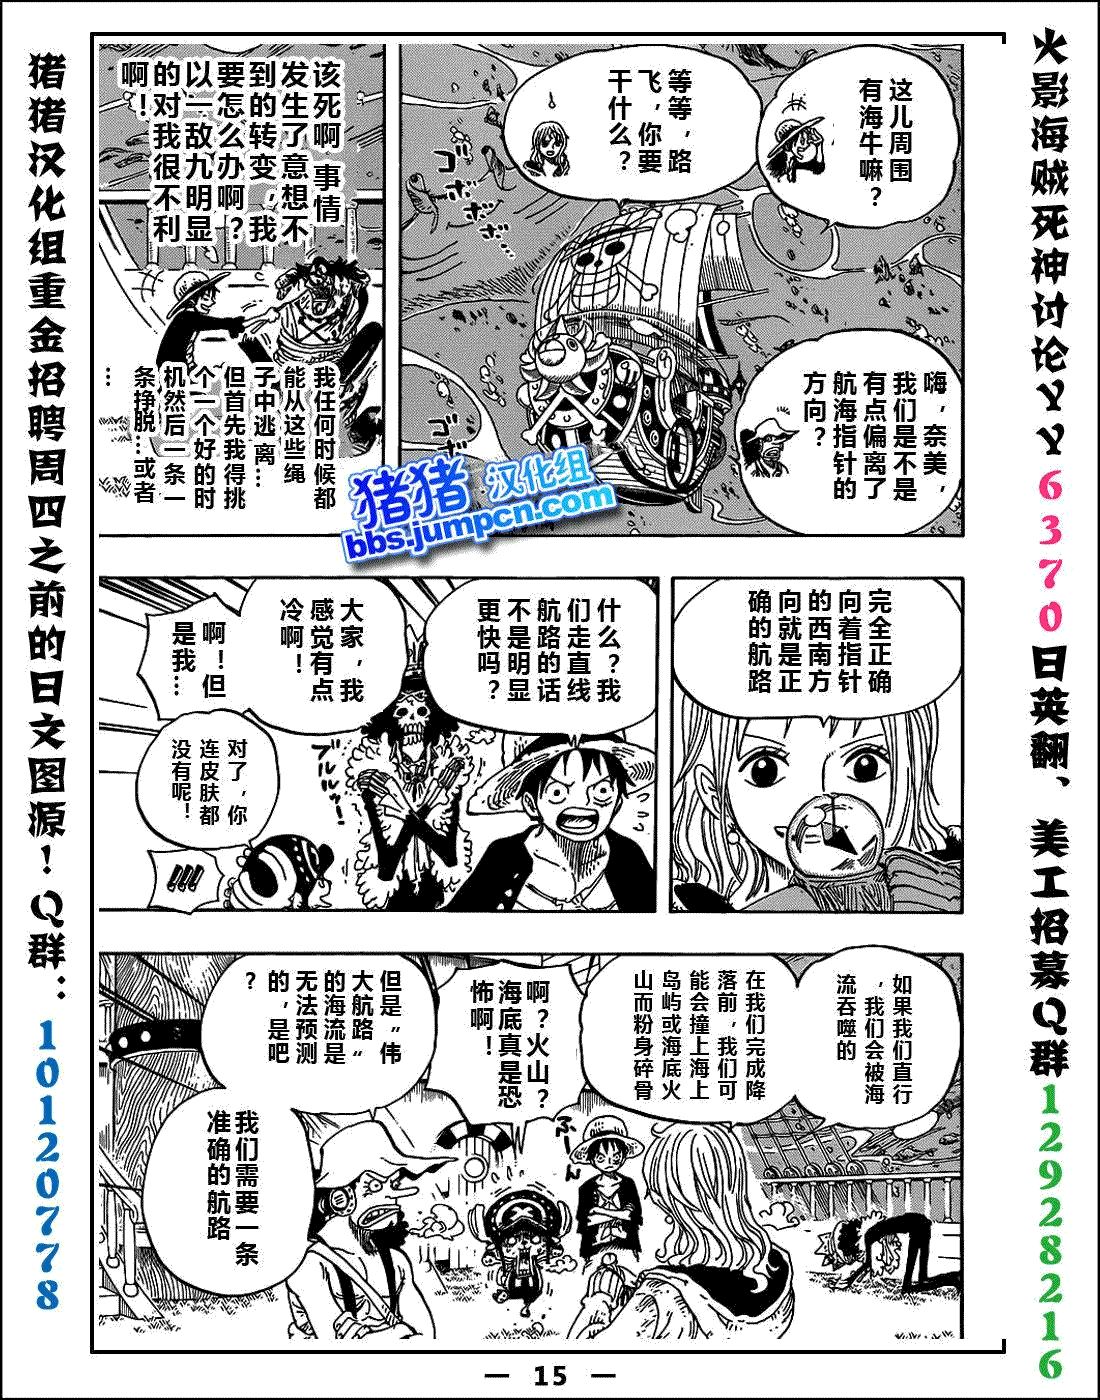 火影海贼死神讨论YY6370日英翻、美工招募Q群12928216
这儿周围
有海牛嘛？
等等，路
飞，你要
干什么？
嗨，奈美，
我们是不是
有点偏离了
航海指针的
方向？
ゴボ
ゴボ
该死啊 事情
发生了意想不
到的转变，我
要怎么办啊？
以一敌九明显
的对我很不利
啊！
我任何时候都
能从这些绳
子中逃离…
但首先我得挑
个一个好的时
机然后一条一
条挣脱…或者
…
猪猪汉化组
bbs.jumpcn.com
完全正确
向着指针
的西南方
向就是正
确的航路
什么？我
们走直线
航路的话
不是明显
更快吗？
大家，我
感觉有点
冷啊！
啊！但
是我…
对了，你
连皮肤都
没有呢！
!!!
如果我们直行
，我们会被海
流吞噬的
在我们完成降
落前，我们可
能会撞上海上
岛屿或海底火
山而粉身碎骨
ふーん
啊？火山？
海底真是恐
怖啊！
但是“伟
大航路”
的海流是
无法预测
的，是吧
？
我们需要一条
准确的航路
猪猪汉化组重金招聘周四之前的日文图源！Q群：101220778
— 15 —